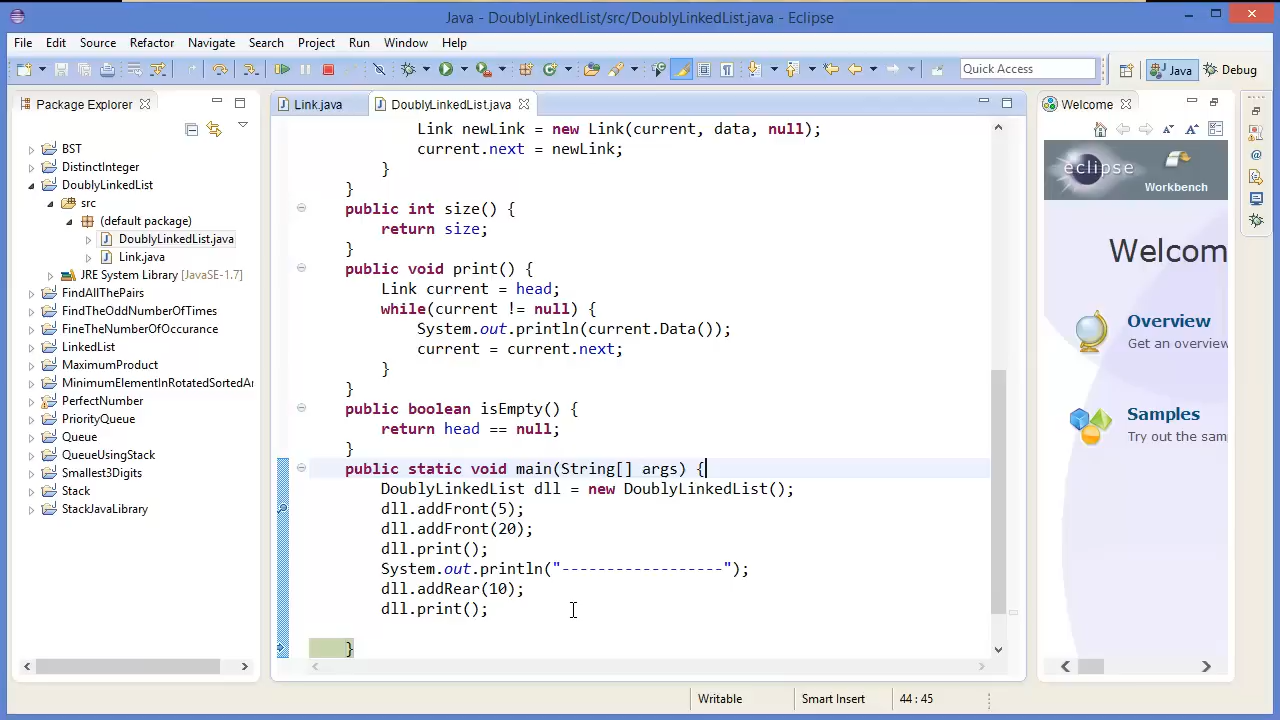 Java - DoublyLinkedList/src/DoublyLinkedList.java - Eclipse
File Edit Source Refactor Navigate Search Project Run Window Help
Quick Access
Java
Debug
Package Explorer
BST
DistinctInteger
DoublyLinkedList
src
(default package)
DoublyLinkedList.java
Link.java
JRE System Library [JavaSE-1.7]
FindAllThePairs
FindTheOddNumberOfTimes
FineTheNumberOfOccurance
LinkedList
MaximumProduct
MinimumElementInRotatedSortedAr
PerfectNumber
PriorityQueue
Queue
QueueUsingStack
Smallest3Digits
Stack
StackJavaLibrary
Link.java
DoublyLinkedList.java
Link newLink = new Link(current, data, null);
current.next = newLink;
}
}
public int size() {
return size;
}
public void print() {
Link current = head;
while(current != null) {
System.out.println(current.Data());
current = current.next;
}
}
public boolean isEmpty() {
return head == null;
}
public static void main(String[] args) {
DoublyLinkedList dll = new DoublyLinkedList();
dll.addFront(5);
dll.addFront(20);
dll.print();
System.out.println("------------------");
dll.addRear(10);
dll.print();
}
Welcome
eclipse
Workbench
Welcom
Overview
Get an overview
Samples
Try out the sam
Writable
Smart Insert
44 : 45